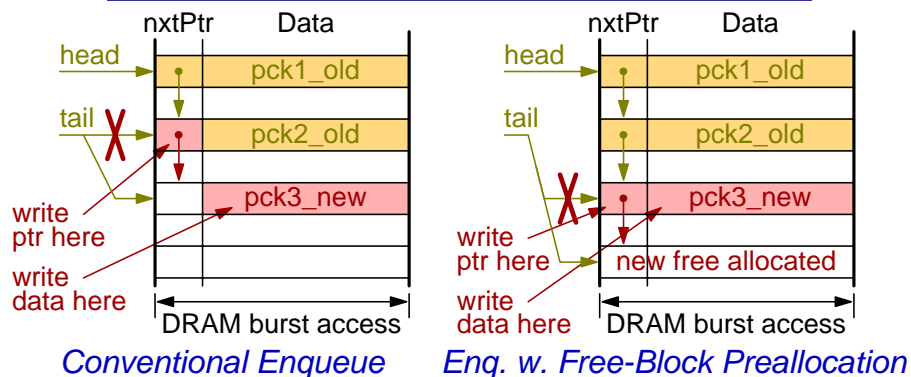 nxtPtr Data
head
pck1_old
tail
pck2_old
pck3_new
write
ptr here
write
data here
DRAM burst access
Conventional Enqueue
nxtPtr Data
head
pck1_old
tail
pck2_old
pck3_new
write
ptr here
new free allocated
write
data here
DRAM burst access
Enq. w. Free-Block Preallocation